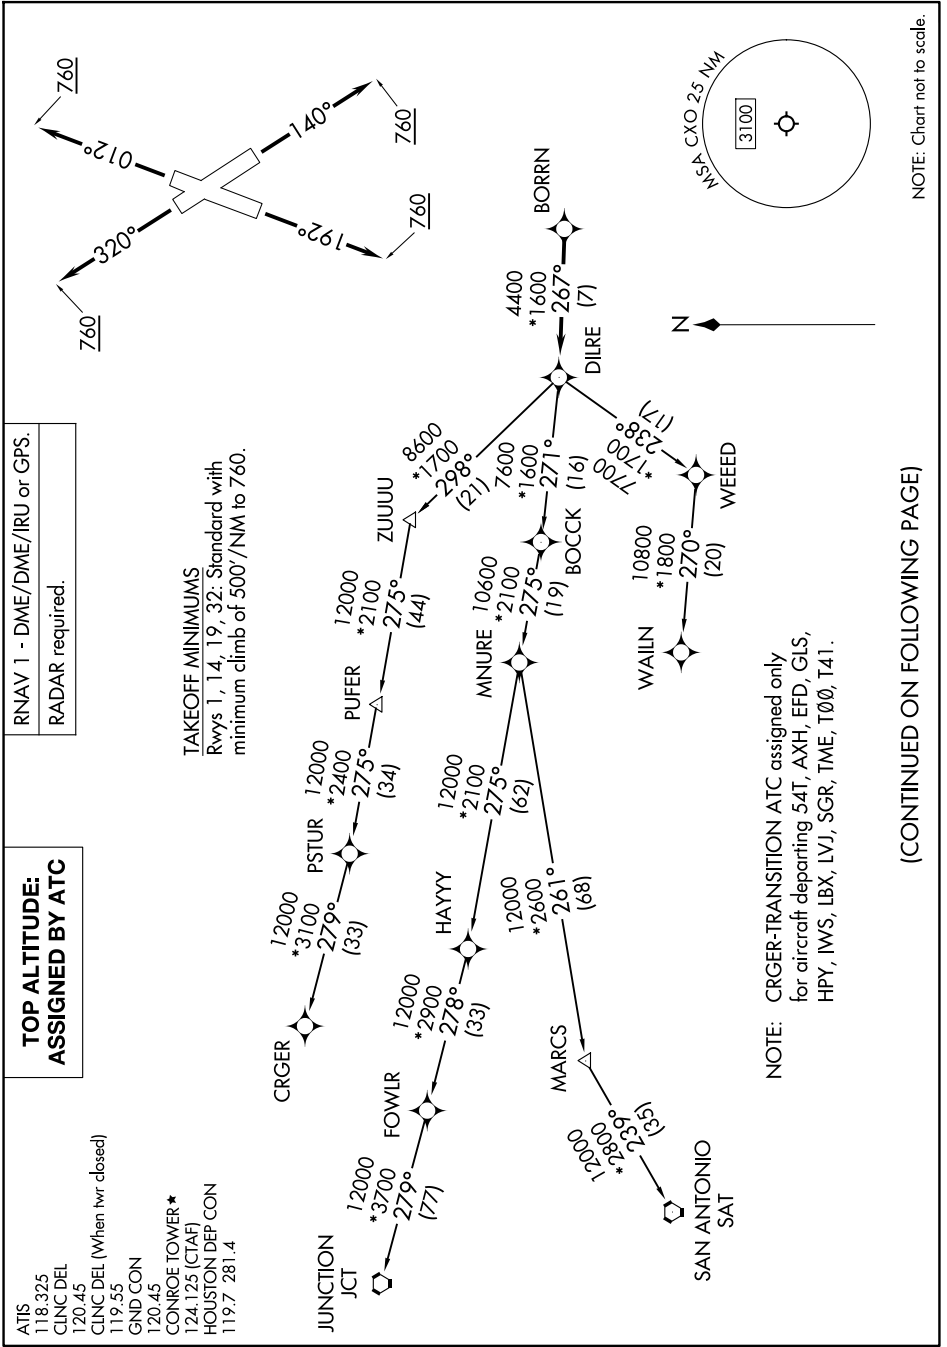 ATIS
118.325
CLNC DEL
120.45
CLNC DEL (When twr closed)
119.55
GND CON
120.45
CONROE TOWER★
124.125 (CTAF)
HOUSTON DEP CON
119.7 281.4
TOP ALTITUDE:
ASSIGNED BY ATC
RNAV 1 - DME/DME/IRU or GPS.
RADAR required.
TAKEOFF MINIMUMS
Rwys 1, 14, 19, 32: Standard with
minimum climb of 500'/NM to 760.
760
320°
760
012°
760
192°
760
140°
CRGER
12000
*3100
279°
(33)
PSTUR
12000
*2400
275°
(34)
PUFER
12000
*2100
275°
(44)
ZUUUU
8600
*1700
298°
(21)
JUNCTION
JCT
12000
*3700
279°
(77)
FOWLR
12000
*2900
278°
(33)
HAYYY
12000
*2100
275°
(62)
MNURE
10600
*2100
275°
(19)
BOCCK
7600
*1600
271°
(16)
DILRE
4400
*1600
267°
(7)
BORRN
SAN ANTONIO
SAT
12000
*2800
239°
(35)
MARCS
12000
*2600
261°
(68)
WAILN
10800
*1800
270°
(20)
WEEED
7700
*1700
238°
(17)
N
MSA CXO 25 NM
3100
NOTE: CRGER-TRANSITION ATC assigned only
for aircraft departing 54T, AXH, EFD, GLS,
HPY, IWS, LBX, LVJ, SGR, TME, TØØ, T41.
(CONTINUED ON FOLLOWING PAGE)
NOTE: Chart not to scale.